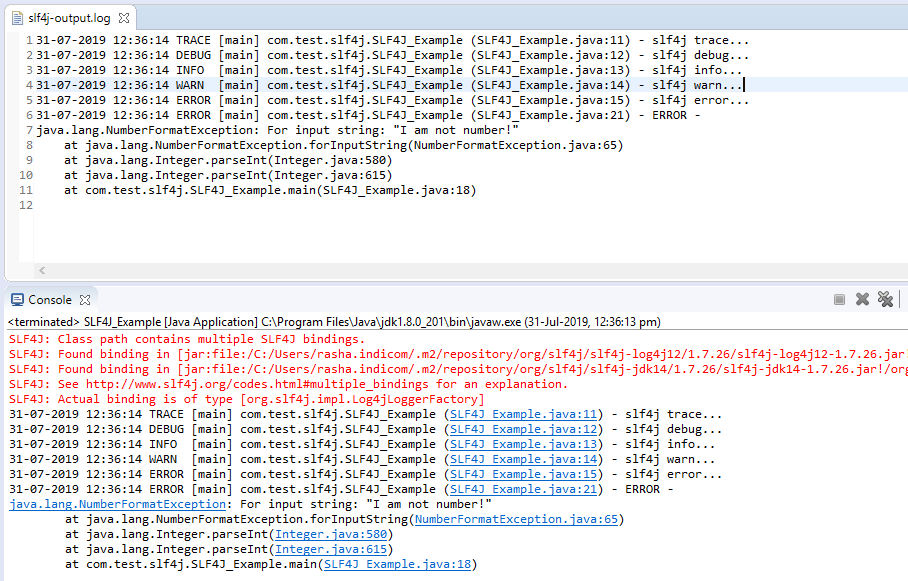 slf4j-output.log
1 31-07-2019 12:36:14 TRACE [main] com.test.slf4j.SLF4J_Example (SLF4J_Example.java:11) - slf4j trace...
2 31-07-2019 12:36:14 DEBUG [main] com.test.slf4j.SLF4J_Example (SLF4J_Example.java:12) - slf4j debug...
3 31-07-2019 12:36:14 INFO  [main] com.test.slf4j.SLF4J_Example (SLF4J_Example.java:13) - slf4j info...
4 31-07-2019 12:36:14 WARN  [main] com.test.slf4j.SLF4J_Example (SLF4J_Example.java:14) - slf4j warn...
5 31-07-2019 12:36:14 ERROR [main] com.test.slf4j.SLF4J_Example (SLF4J_Example.java:15) - slf4j error...
6 31-07-2019 12:36:14 ERROR [main] com.test.slf4j.SLF4J_Example (SLF4J_Example.java:21) - ERROR -
7 java.lang.NumberFormatException: For input string: "I am not number!"
8     at java.lang.NumberFormatException.forInputString(NumberFormatException.java:65)
9     at java.lang.Integer.parseInt(Integer.java:580)
10     at java.lang.Integer.parseInt(Integer.java:615)
11     at com.test.slf4j.SLF4J_Example.main(SLF4J_Example.java:18)
12
Console
<terminated> SLF4J_Example [Java Application] C:\Program Files\Java\jdk1.8.0_201\bin\javaw.exe (31-Jul-2019, 12:36:13 pm)
SLF4J: Class path contains multiple SLF4J bindings.
SLF4J: Found binding in [jar:file:/C:/Users/rasha.indicom/.m2/repository/org/slf4j/slf4j-log4j12/1.7.26/slf4j-log4j12-1.7.26.jar!
SLF4J: Found binding in [jar:file:/C:/Users/rasha.indicom/.m2/repository/org/slf4j/slf4j-jdk14/1.7.26/slf4j-jdk14-1.7.26.jar!/or
SLF4J: See http://www.slf4j.org/codes.html#multiple_bindings for an explanation.
SLF4J: Actual binding is of type [org.slf4j.impl.Log4jLoggerFactory]
31-07-2019 12:36:14 TRACE [main] com.test.slf4j.SLF4J_Example (SLF4J_Example.java:11) - slf4j trace...
31-07-2019 12:36:14 DEBUG [main] com.test.slf4j.SLF4J_Example (SLF4J_Example.java:12) - slf4j debug...
31-07-2019 12:36:14 INFO  [main] com.test.slf4j.SLF4J_Example (SLF4J_Example.java:13) - slf4j info...
31-07-2019 12:36:14 WARN  [main] com.test.slf4j.SLF4J_Example (SLF4J_Example.java:14) - slf4j warn...
31-07-2019 12:36:14 ERROR [main] com.test.slf4j.SLF4J_Example (SLF4J_Example.java:15) - slf4j error...
31-07-2019 12:36:14 ERROR [main] com.test.slf4j.SLF4J_Example (SLF4J_Example.java:21) - ERROR -
java.lang.NumberFormatException: For input string: "I am not number!"
        at java.lang.NumberFormatException.forInputString(NumberFormatException.java:65)
        at java.lang.Integer.parseInt(Integer.java:580)
        at java.lang.Integer.parseInt(Integer.java:615)
        at com.test.slf4j.SLF4J_Example.main(SLF4J_Example.java:18)